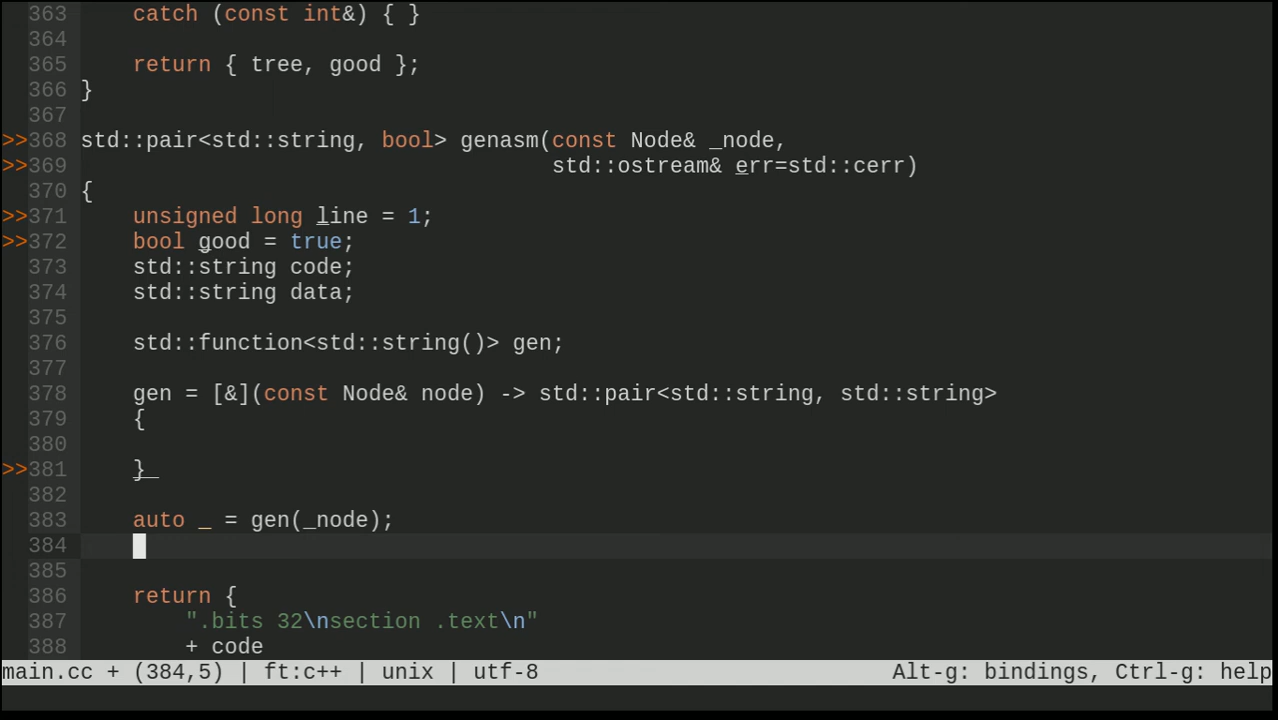 363     catch (const int&) { }
364
365     return { tree, good };
366 }
367
>>368 std::pair<std::string, bool> genasm(const Node& _node,
>>369                                     std::ostream& err=std::cerr)
370 {
>>371     unsigned long line = 1;
>>372     bool good = true;
373     std::string code;
374     std::string data;
375
376     std::function<std::string()> gen;
377
378     gen = [&](const Node& node) -> std::pair<std::string, std::string>
379     {
380
>>381     }
382
383     auto _ = gen(_node);
384
385
386     return {
387         ".bits 32\nsection .text\n"
388         + code
main.cc + (384,5) | ft:c++ | unix | utf-8 Alt-g: bindings, Ctrl-g: help